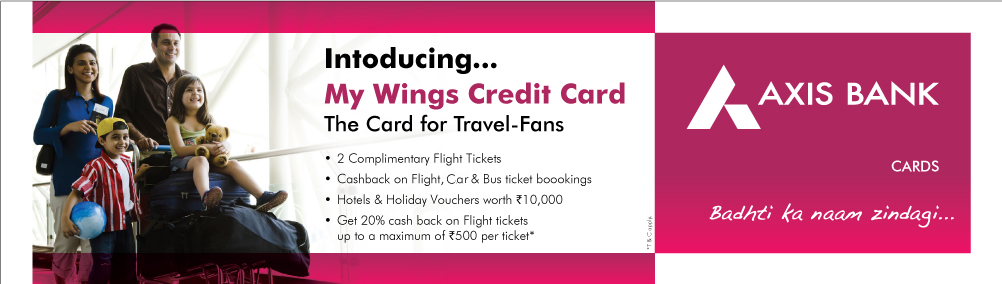 Intoducing...
My Wings Credit Card
The Card for Travel-Fans
• 2 Complimentary Flight Tickets
• Cashback on Flight, Car & Bus ticket boookings
• Hotels & Holiday Vouchers worth ₹10,000
• Get 20% cash back on Flight tickets
up to a maximum of ₹500 per ticket*
*T & C apply.
AXIS BANK
CARDS
Badhti ka naam zindagi...